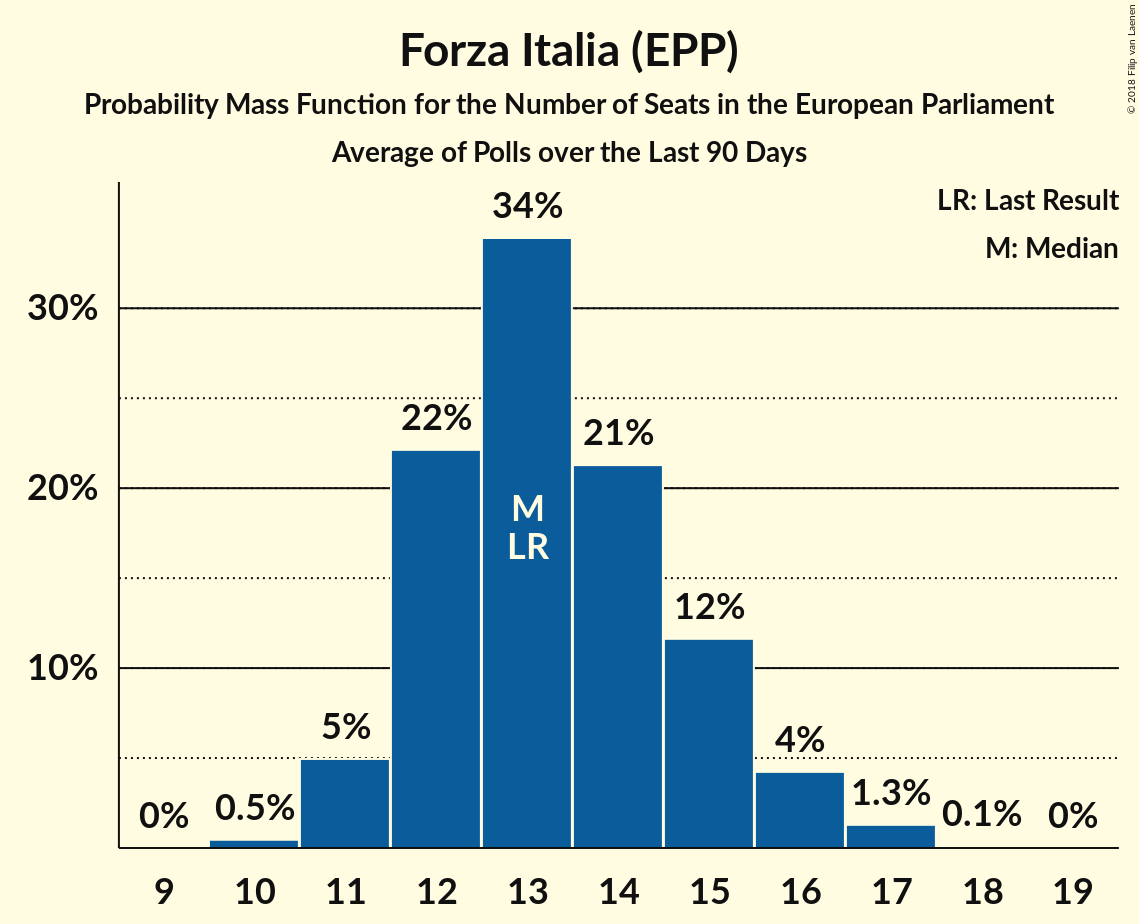 Forza Italia (EPP)
Probability Mass Function for the Number of Seats in the European Parliament
Average of Polls over the Last 90 Days
© 2018 Filip van Laenen
LR: Last Result
M: Median
34%
30%
22%
21%
20%
M
LR
12%
10%
5%
4%
0%
0.5%
1.3%
0.1%
0%
9 10 11 12 13 14 15 16 17 18 19